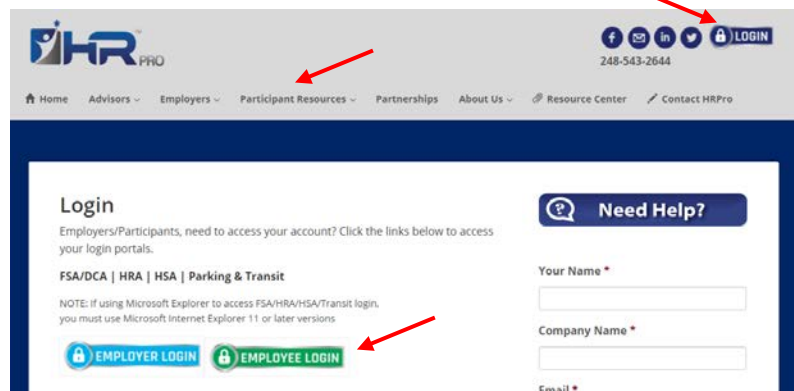 HR PRO
LOGIN
248-543-2644
Home Advisors Employers Participant Resources Partnerships About Us Resource Center Contact HRPro
Login
Employers/Participants, need to access your account? Click the links below to access
your login portals.
FSA/DCA | HRA | HSA | Parking & Transit
NOTE: If using Microsoft Explorer to access FSA/HRA/HSA/Transit login,
you must use Microsoft Internet Explorer 11 or later versions
EMPLOYER LOGIN EMPLOYEE LOGIN
Need Help?
Your Name *
Company Name *
Email *